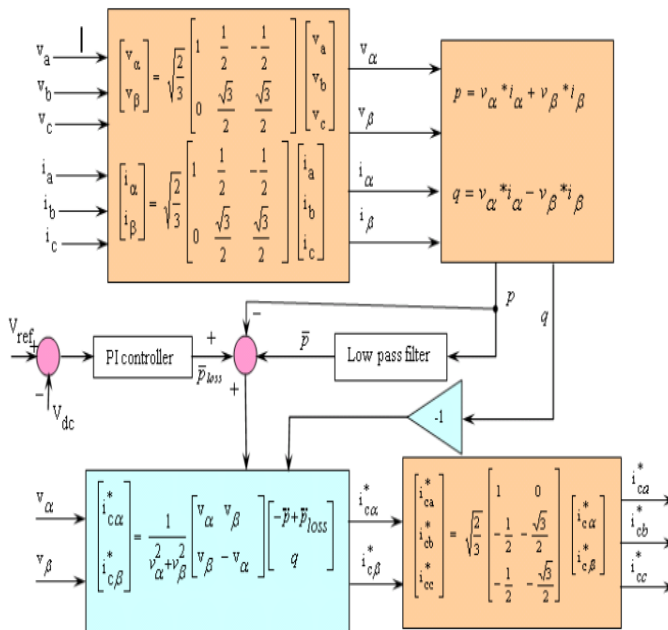 v_a
v_b
v_c
i_a
i_b
i_c
[v_α v_β] = √(2/3) [1 1/2 -1/2; 0 √3/2 √3/2] [v_a v_b v_c]
[i_α i_β] = √(2/3) [1 1/2 -1/2; 0 √3/2 √3/2] [i_a i_b i_c]
v_α
v_β
i_α
i_β
p = v_α * i_α + v_β * i_β
q = v_α * i_α − v_β * i_β
p
q
V_ref
+
−
V_dc
PI controller
+
p̄_loss
−
+
p̄
Low pass filter
-1
v_α
v_β
[i*_cα i*_cβ] = 1/(v²_α+v²_β) [v_α v_β; v_β −v_α] [−p̃+p̄_loss; q]
i*_cα
i*_cβ
[i*_ca i*_cb i*_cc] = √(2/3) [1 0; -1/2 -√3/2; -1/2 -√3/2] [i*_cα i*_cβ]
i*_ca
i*_cb
i*_cc